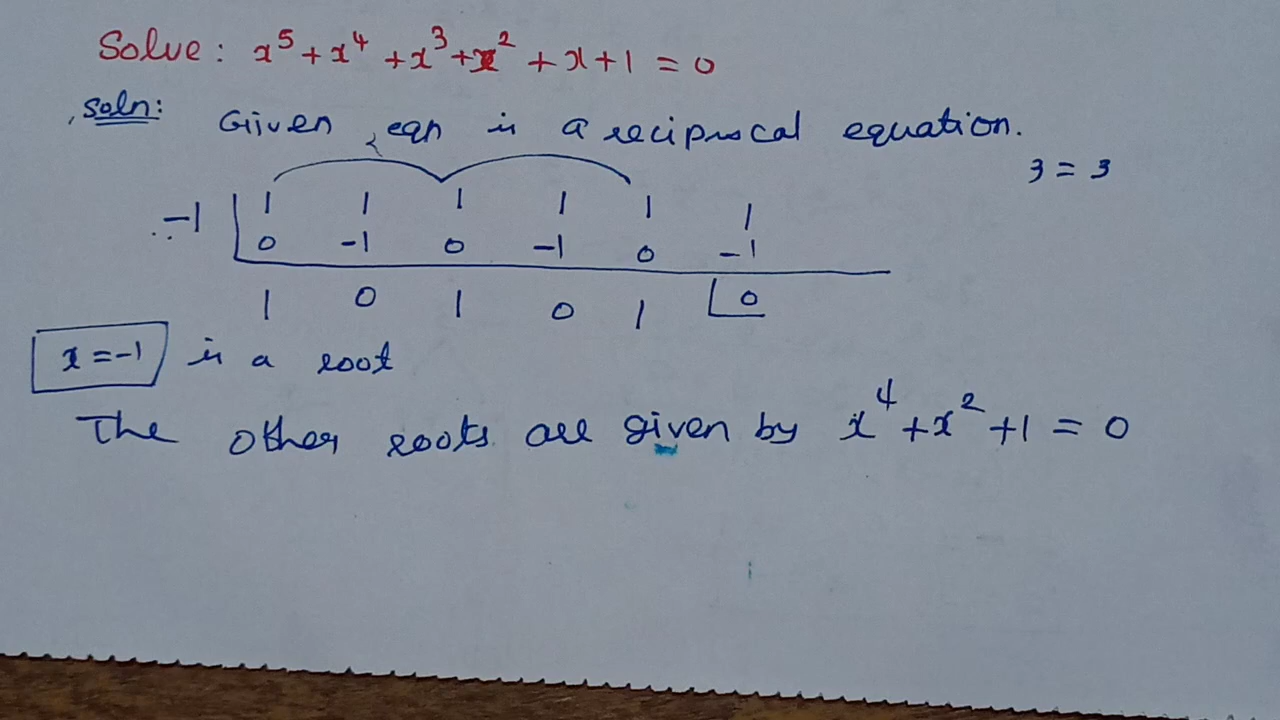 Solve: x⁵ + x⁴ + x³ + x² + x + 1 = 0
Soln: Given eqn is a reciprocal equation.
3 = 3
-1 | 1 1 1 1 1 1
0 -1 0 -1 0 -1
1 0 1 0 1 |0
x = -1 is a root
The other roots are given by x⁴ + x² + 1 = 0